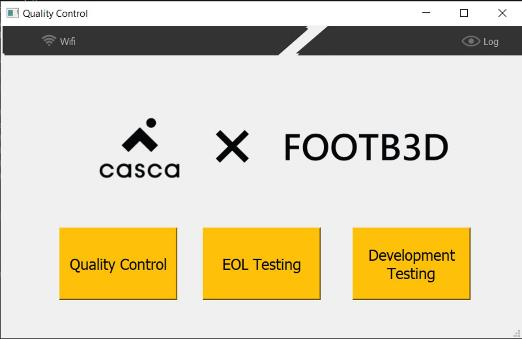 Quality Control
Wifi
Log
casca
FOOTB3D
Quality Control
EOL Testing
Development
Testing